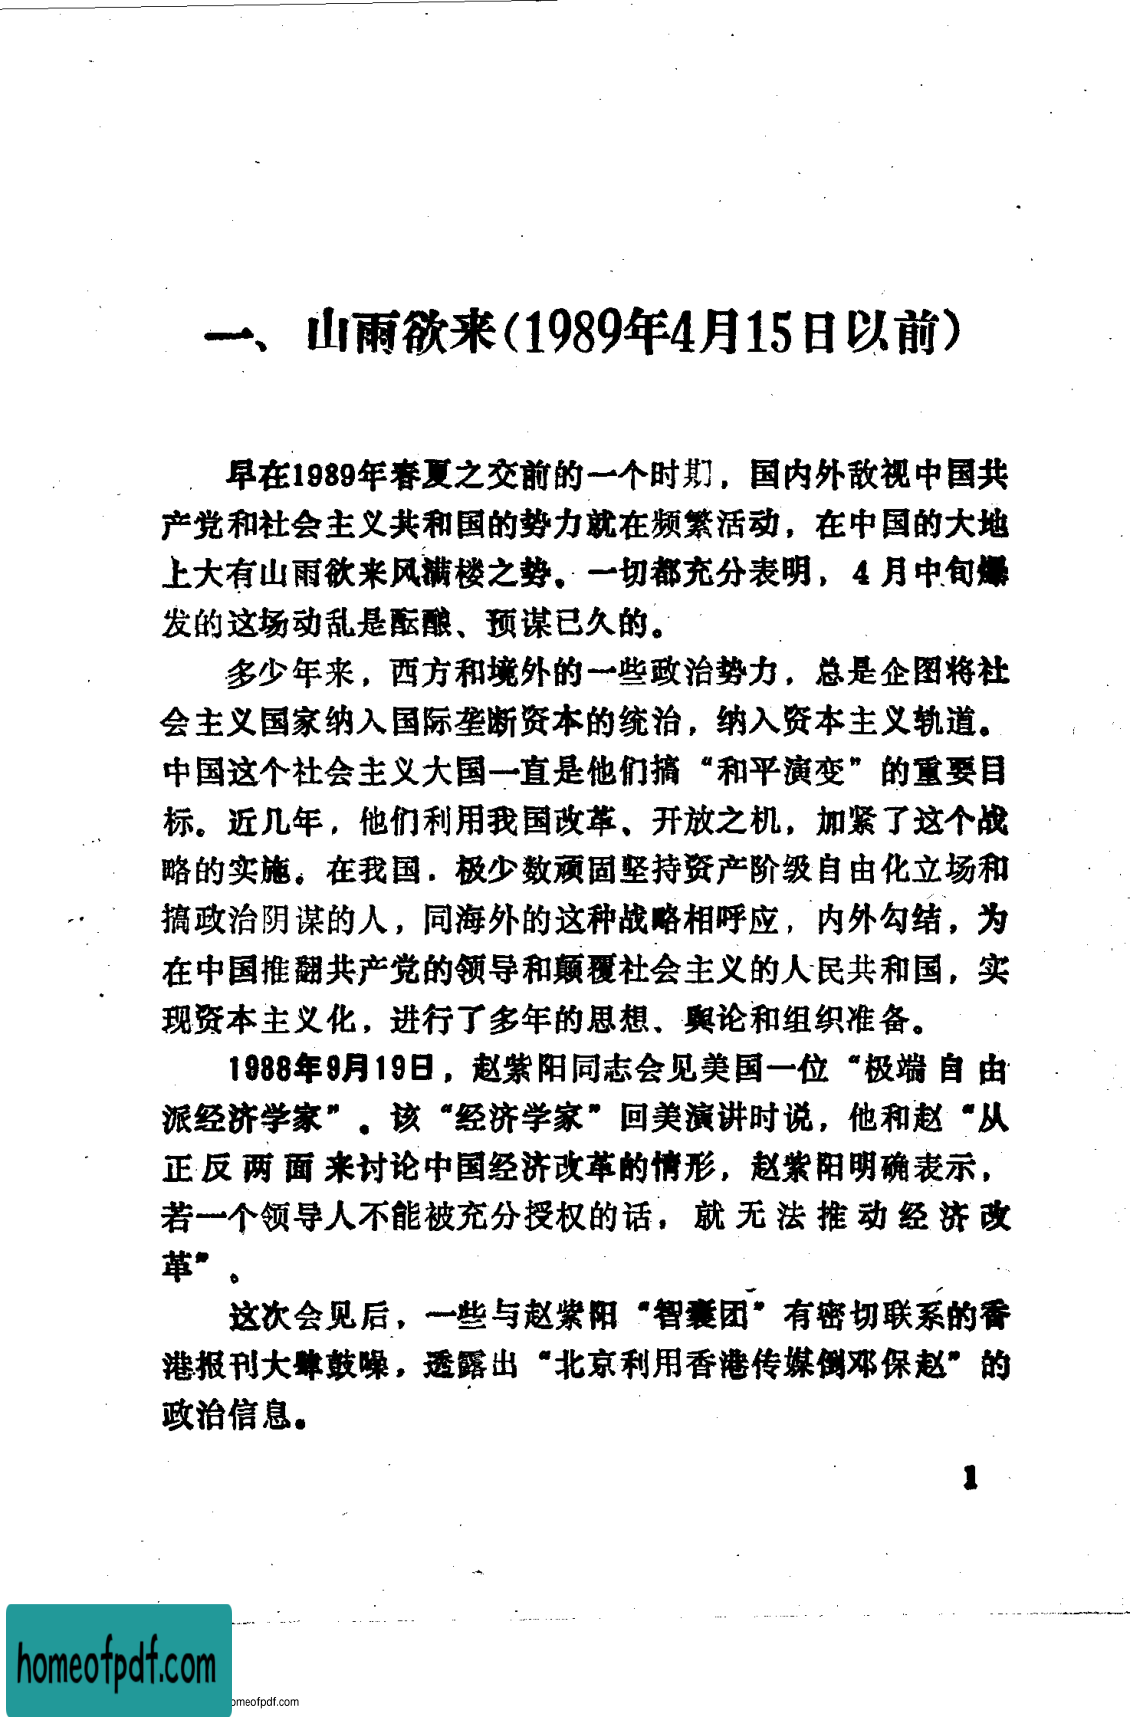 一、山雨欲来(1989年4月15日以前)
早在1989年春夏之交前的一个时期，国内外敌视中国共
产党和社会主义共和国的势力就在频繁活动，在中国的大地
上大有山雨欲来风满楼之势。一切都充分表明，4月中旬爆
发的这场动乱是酝酿、预谋已久的。
多少年来，西方和境外的一些政治势力，总是企图将社
会主义国家纳入国际垄断资本的统治，纳入资本主义轨道。
中国这个社会主义大国一直是他们搞“和平演变”的重要目
标。近几年，他们利用我国改革、开放之机，加紧了这个战
略的实施。在我国．极少数顽固坚持资产阶级自由化立场和
搞政治阴谋的人，同海外的这种战略相呼应，内外勾结，为
在中国推翻共产党的领导和颠覆社会主义的人民共和国，实
现资本主义化，进行了多年的思想、舆论和组织准备。
1988年9月19日，赵紫阳同志会见美国一位“极端自由
派经济学家”。该“经济学家”回美演讲时说，他和赵“从
正反两面来讨论中国经济改革的情形，赵紫阳明确表示，
若一个领导人不能被充分授权的话，就无法推动经济改
革”。
这次会见后，一些与赵紫阳“智囊团”有密切联系的香
港报刊大肆鼓噪，透露出“北京利用香港传媒倒邓保赵”的
政治信息。
1
homeofpdf.com
omeofpdf.com